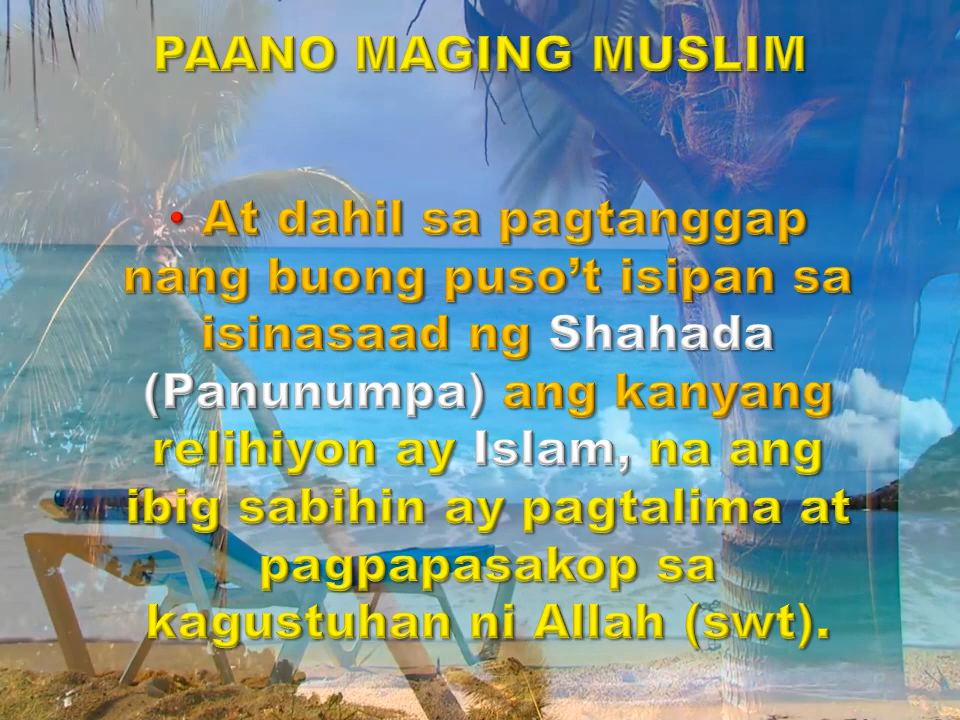 PAANO MAGING MUSLIM
• At dahil sa pagtanggap
nang buong puso’t isipan sa
isinasaad ng Shahada
(Panunumpa) ang kanyang
relihiyon ay Islam, na ang
ibig sabihin ay pagtalima at
pagpapasakop sa
kagustuhan ni Allah (swt).